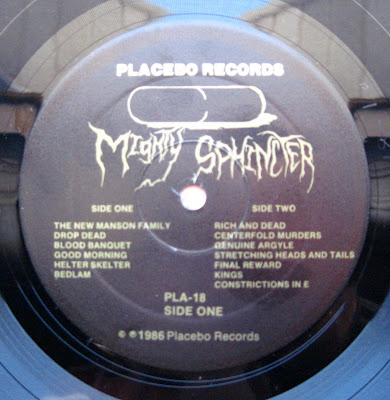 PLACEBO RECORDS
MIGHTY SPHINCTER
SIDE ONE
THE NEW MANSON FAMILY
DROP DEAD
BLOOD BANQUET
GOOD MORNING
HELTER SKELTER
BEDLAM
SIDE TWO
RICH AND DEAD
CENTERFOLD MURDERS
GENUINE ARGYLE
STRETCHING HEADS AND TAILS
FINAL REWARD
KINGS
CONSTRICTIONS IN E
PLA-18
SIDE ONE
© ℗ 1986 Placebo Records